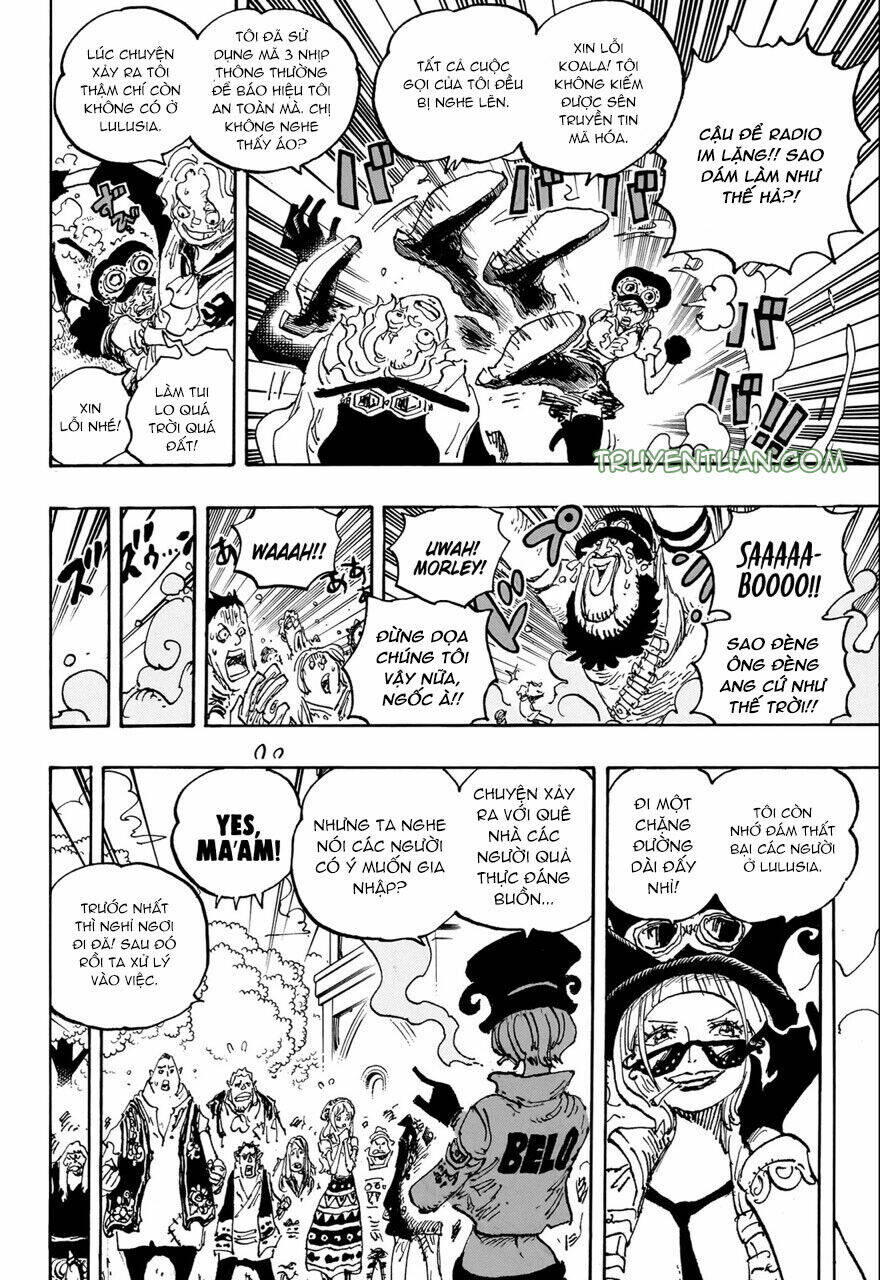 CẬU ĐỂ RADIO
IM LẶNG!! SAO
DÁM LÀM NHƯ
THẾ HẢ?!
XIN LỖI
KOALA! TÔI
KHÔNG KIẾM
ĐƯỢC SÊN
TRUYỀN TIN
MÃ HÓA.
TẤT CẢ CUỘC
GỌI CỦA TÔI ĐỀU
BỊ NGHE LÉN.
TÔI ĐÃ SỬ
DỤNG MÃ 3 NHỊP
THÔNG THƯỜNG
ĐỂ BÁO HIỆU TÔI
AN TOÀN MÀ. CHỊ
KHÔNG NGHE
THẤY ÁO?
LÚC CHUYỆN
XẢY RA TÔI
THẬM CHÍ CÒN
KHÔNG CÓ Ở
LULUSIA.
LÀM TUI
LO QUÁ
TRỜI QUÁ
ĐẤT!
XIN
LỖI NHÉ!
TRUYENTUAN.COM
SAAAAA-
BOOOO!!
SAO ĐÈNG
ÔNG ĐÈNG
ANG CỨ NHƯ
THẾ TRỜI!!
UWAH!
MORLEY!
ĐỪNG DỌA
CHÚNG TÔI
VẬY NỮA,
NGỐC À!!
WAAAH!!
TÔI CÒN
NHỚ ĐÁM THẤT
BẠI CÁC NGƯỜI
Ở LULUSIA.
ĐI MỘT
CHẶNG
ĐƯỜNG
DÀI ĐẤY
NHỈ!
CHUYỆN XẢY RA
VỚI QUÊ
NHÀ CÁC
NGƯỜI QUẢ
THỰC ĐÁNG
BUỒN...
NHƯNG TA NGHE
NÓI CÁC NGƯỜI
CÓ Ý MUỐN GIA
NHẬP?
YES,
MA'AM!
TRƯỚC NHẤT
THÌ NGHỈ NGƠI
ĐI ĐÃ! SAU ĐÓ
RỒI TA XỬ LÝ
VÀO VIỆC.
BELO